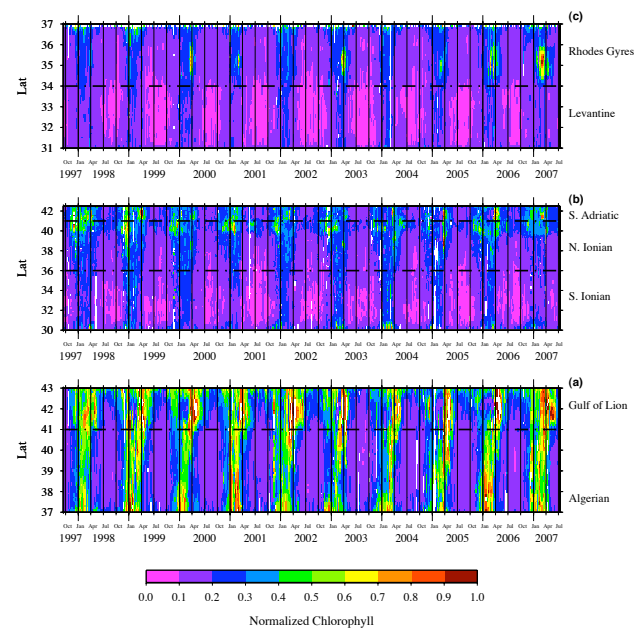 (c)
37
36
35
34
33
32
31
Lat
Rhodes Gyres
Levantine
Oct Jan Apr Jul Oct Jan Apr Jul Oct Jan Apr Jul Oct Jan Apr Jul Oct Jan Apr Jul Oct Jan Apr Jul Oct Jan Apr Jul Oct Jan Apr Jul Oct Jan Apr Jul Oct Jan Apr Jul
1997 1998 1999 2000 2001 2002 2003 2004 2005 2006 2007
(b)
42
40
38
36
34
32
30
Lat
S. Adriatic
N. Ionian
S. Ionian
Oct Jan Apr Jul Oct Jan Apr Jul Oct Jan Apr Jul Oct Jan Apr Jul Oct Jan Apr Jul Oct Jan Apr Jul Oct Jan Apr Jul Oct Jan Apr Jul Oct Jan Apr Jul Oct Jan Apr Jul
1997 1998 1999 2000 2001 2002 2003 2004 2005 2006 2007
(a)
43
42
41
40
39
38
37
Lat
Gulf of Lion
Algerian
Oct Jan Apr Jul Oct Jan Apr Jul Oct Jan Apr Jul Oct Jan Apr Jul Oct Jan Apr Jul Oct Jan Apr Jul Oct Jan Apr Jul Oct Jan Apr Jul Oct Jan Apr Jul Oct Jan Apr Jul
1997 1998 1999 2000 2001 2002 2003 2004 2005 2006 2007
0.0 0.1 0.2 0.3 0.4 0.5 0.6 0.7 0.8 0.9 1.0
Normalized Chlorophyll